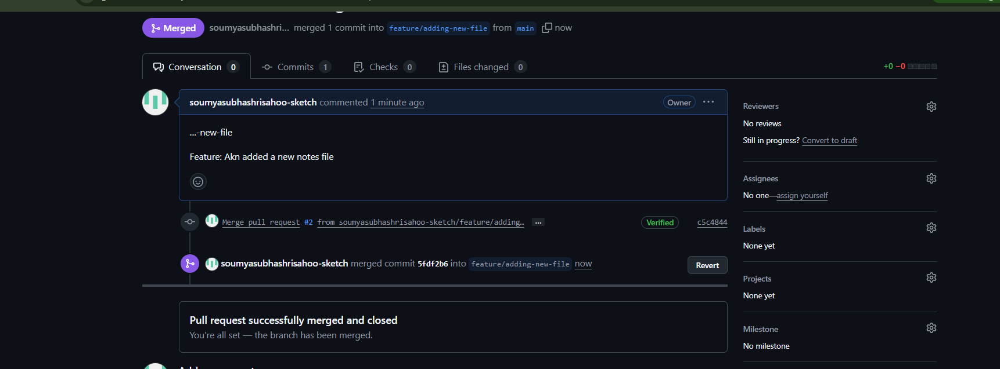 Merged soumyasubhashri... merged 1 commit into feature/adding-new-file from main now
Conversation 0 Commits 1 Checks 0 Files changed 0 +0 −0
soumyasubhashrisahoo-sketch commented 1 minute ago Owner ...
...-new-file
Feature: Akn added a new notes file
Merge pull request #2 from soumyasubhashrisahoo-sketch/feature/adding… … Verified c5c4844
soumyasubhashrisahoo-sketch merged commit 5fdf2b6 into feature/adding-new-file now Revert
Pull request successfully merged and closed
You're all set — the branch has been merged.
Reviewers
No reviews
Still in progress? Convert to draft
Assignees
No one—assign yourself
Labels
None yet
Projects
None yet
Milestone
No milestone